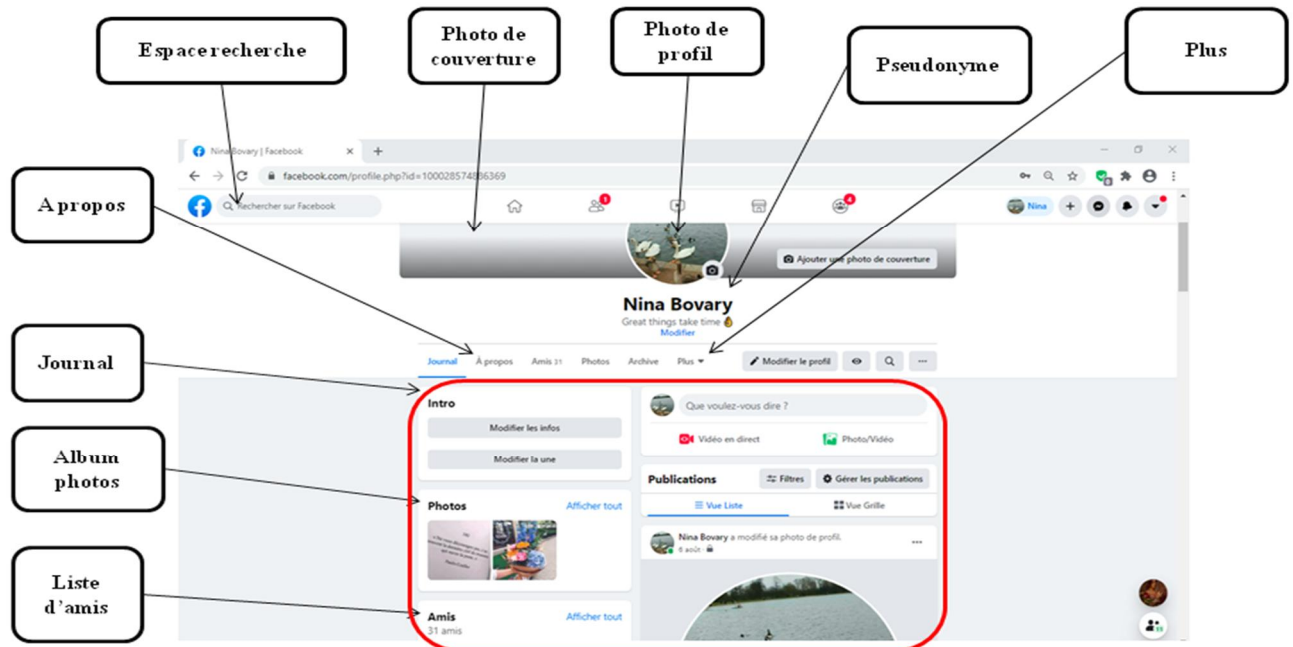 Espace recherche
Photo de
couverture
Photo de
profil
Pseudonyme
Plus
A propos
Journal
Album
photos
Liste
d'amis
Nina Bovary | Facebook
facebook.com/profile.php?id=100028574886369
Rechercher sur Facebook
Nina
Ajouter une photo de couverture
Nina Bovary
Great things take time
Modifier
Journal À propos Amis 31 Photos Archive Plus Modifier le profil
Intro
Modifier les infos
Modifier la une
Photos Afficher tout
Amis Afficher tout
31 amis
Que voulez-vous dire ?
Vidéo en direct Photo/Vidéo
Publications Filtres Gérer les publications
Vue Liste Vue Grille
Nina Bovary a modifié sa photo de profil.
6 août